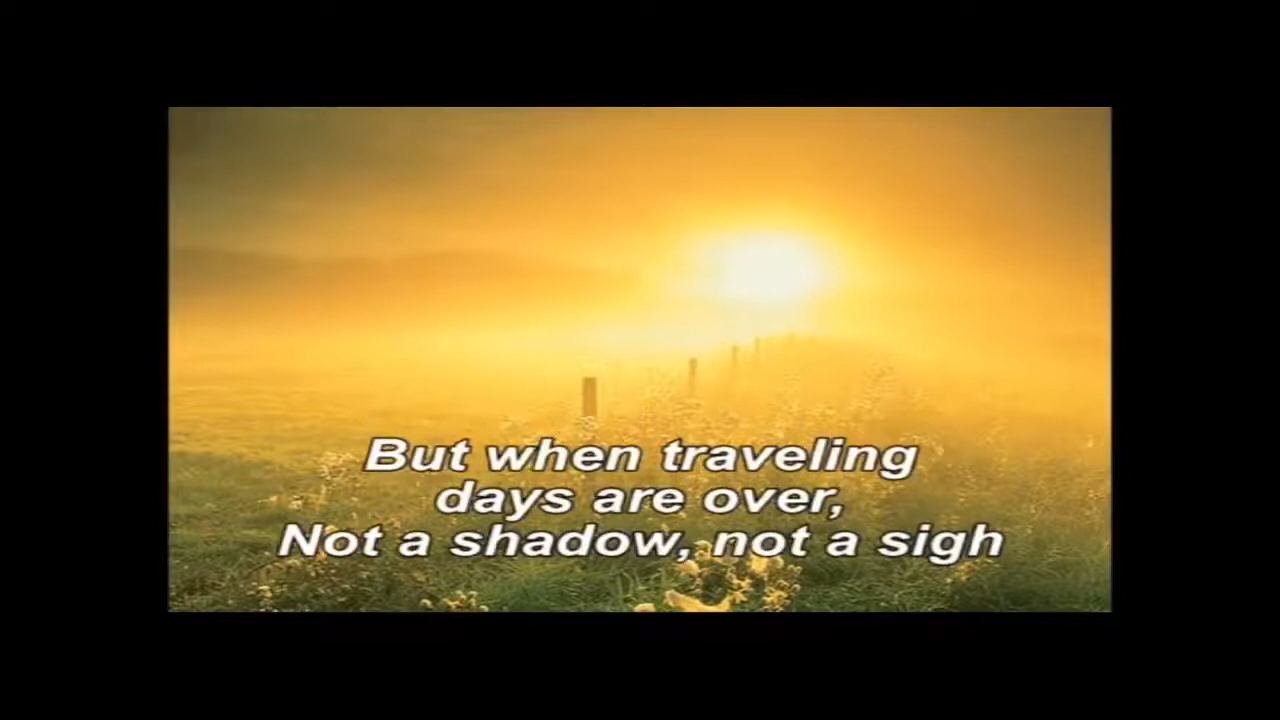 But when traveling
days are over,
Not a shadow, not a sigh